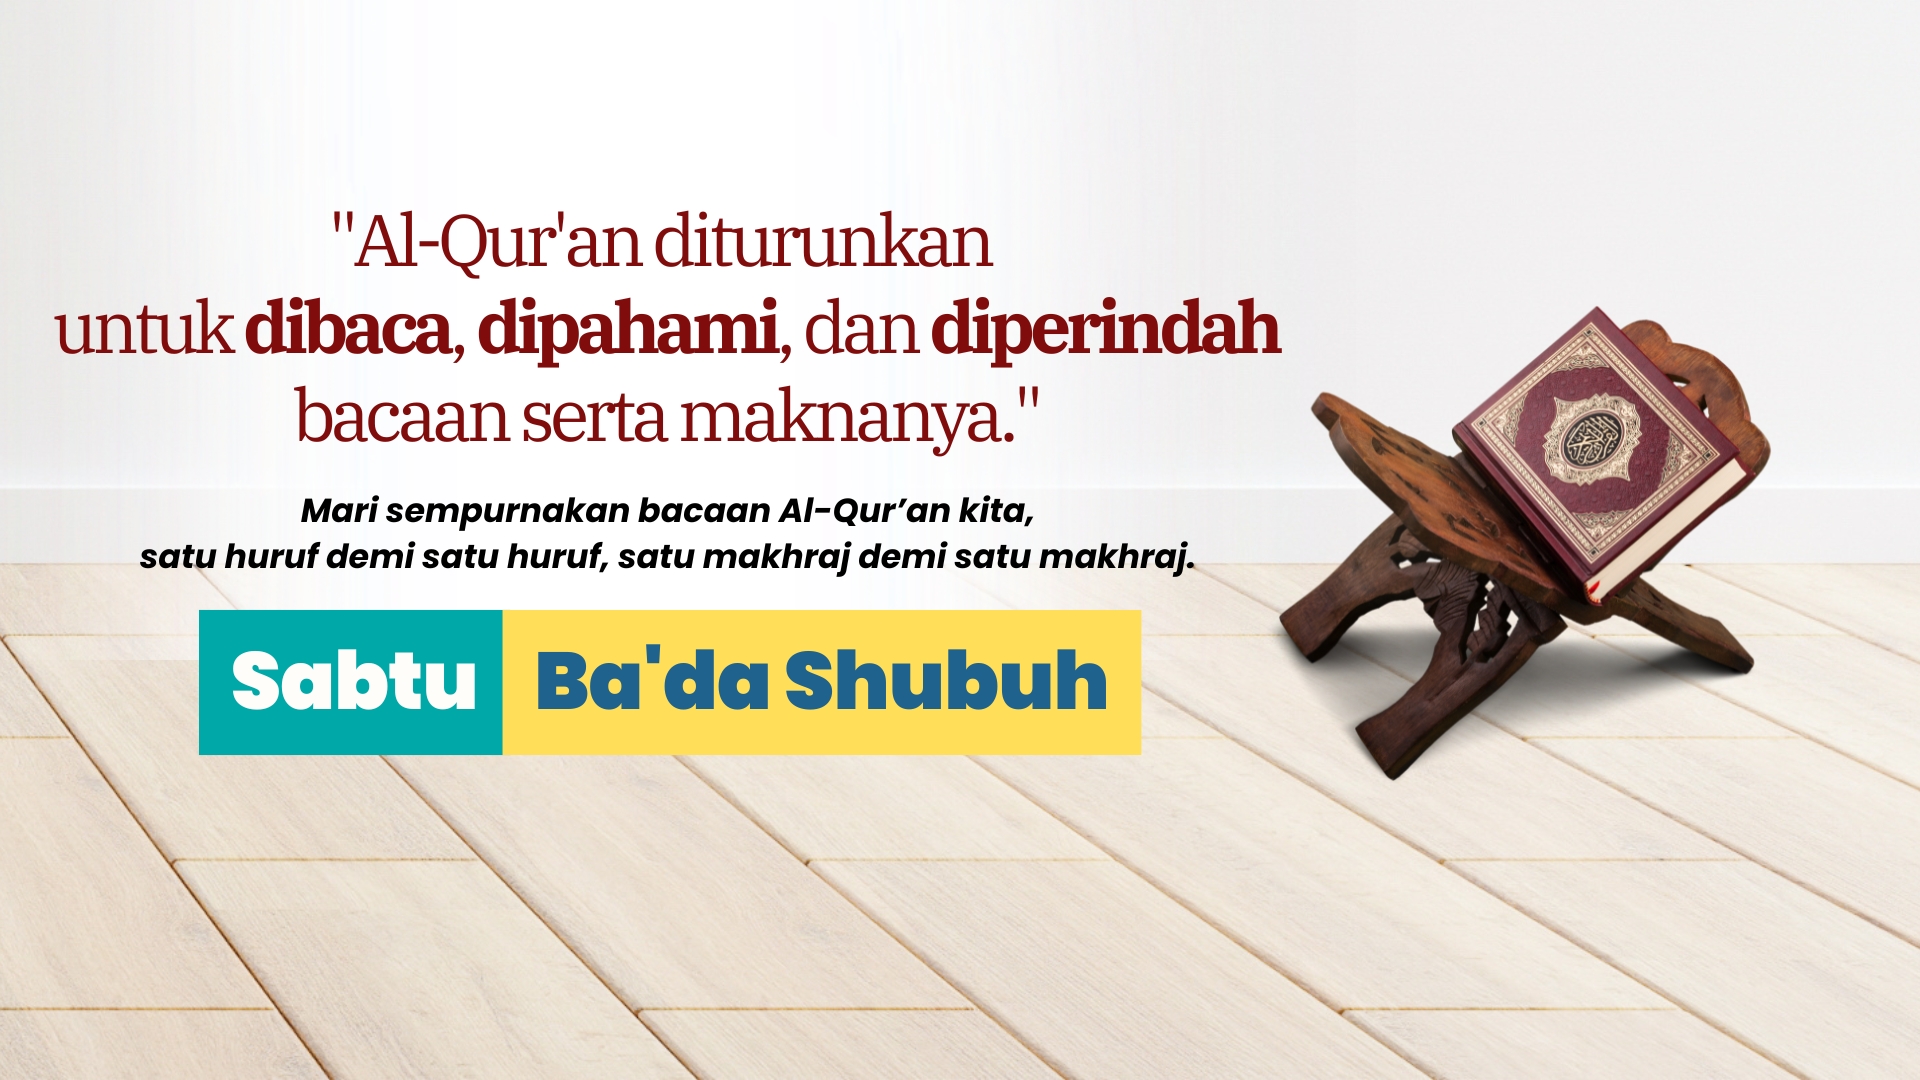 "Al-Qur'an diturunkan
untuk dibaca, dipahami, dan diperindah
bacaan serta maknanya."
Mari sempurnakan bacaan Al-Qur’an kita,
satu huruf demi satu huruf, satu makhraj demi satu makhraj.
Sabtu Ba'da Shubuh